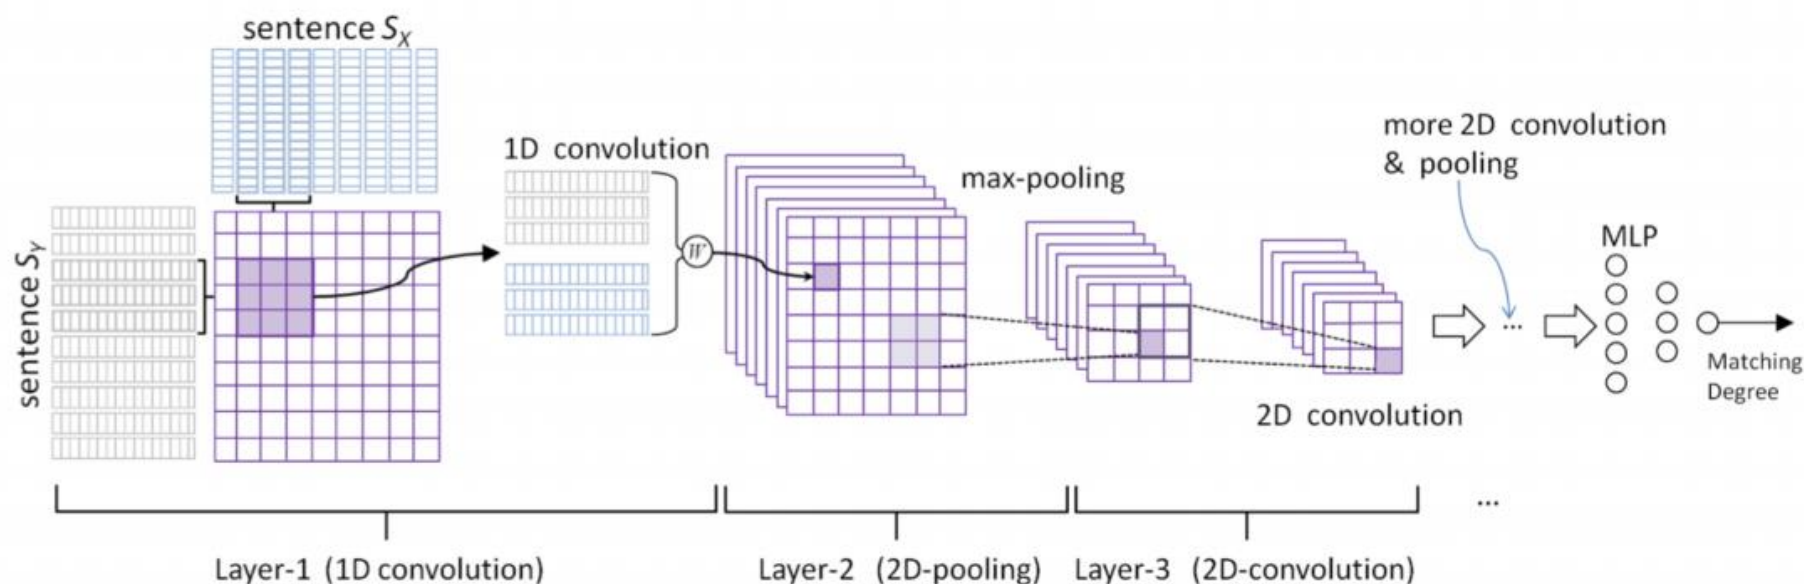 sentence S_X
sentence S_Y
1D convolution
W
max-pooling
2D convolution
more 2D convolution
& pooling
...
MLP
Matching
Degree
...
Layer-1 (1D convolution)
Layer-2 (2D-pooling)
Layer-3 (2D-convolution)